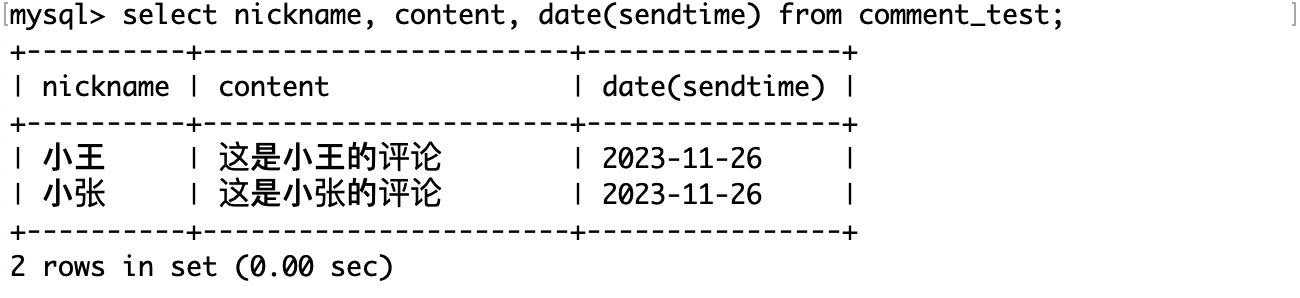 [mysql> select nickname, content, date(sendtime) from comment_test; ]
+----------+-----------------------+----------------+
| nickname | content               | date(sendtime) |
+----------+-----------------------+----------------+
| 小王     | 这是小王的评论        | 2023-11-26     |
| 小张     | 这是小张的评论        | 2023-11-26     |
+----------+-----------------------+----------------+
2 rows in set (0.00 sec)